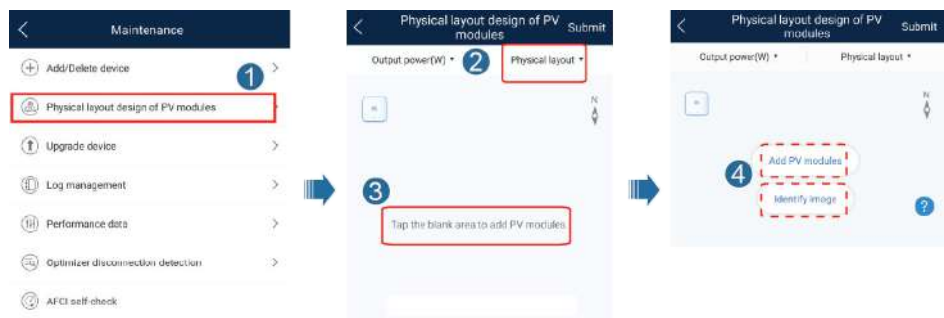 Maintenance
Add/Delete device
1
Physical layout design of PV modules
Upgrade device
Log management
Performance data
Optimizer disconnection detection
AFCI self-check
Physical layout design of PV
modules
Submit
Output power(W)
2
Physical layout
N
3
Tap the blank area to add PV modules.
Physical layout design of PV
modules
Submit
Output power(W)
Physical layout
N
Add PV modules
4
Identify image
?